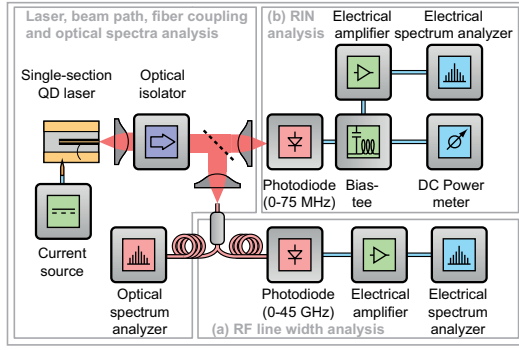 Laser, beam path, fiber coupling
and optical spectra analysis
Single-section
QD laser
Optical
isolator
Current
source
Optical
spectrum
analyzer
(b) RIN
analysis
Electrical
amplifier
Electrical
spectrum analyzer
Photodiode
(0-75 MHz)
Bias-
tee
DC Power
meter
Photodiode
(0-45 GHz)
Electrical
amplifier
Electrical
spectrum
analyzer
(a) RF line width analysis